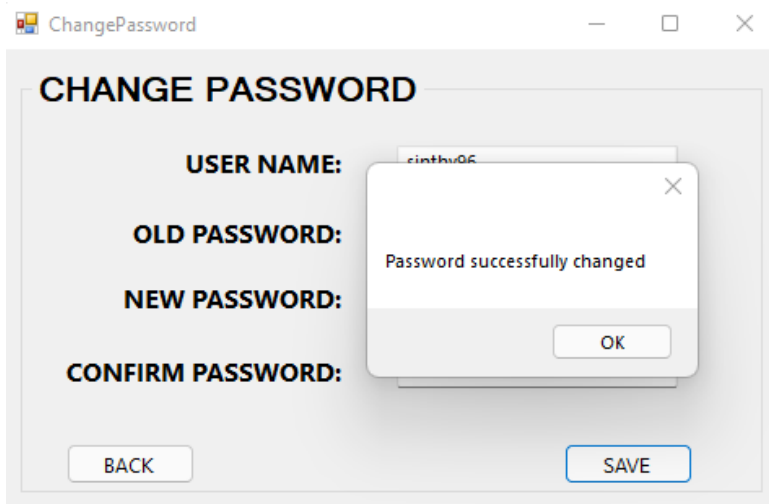 ChangePassword
CHANGE PASSWORD
USER NAME:
OLD PASSWORD:
Password successfully changed
NEW PASSWORD:
OK
CONFIRM PASSWORD:
BACK
SAVE